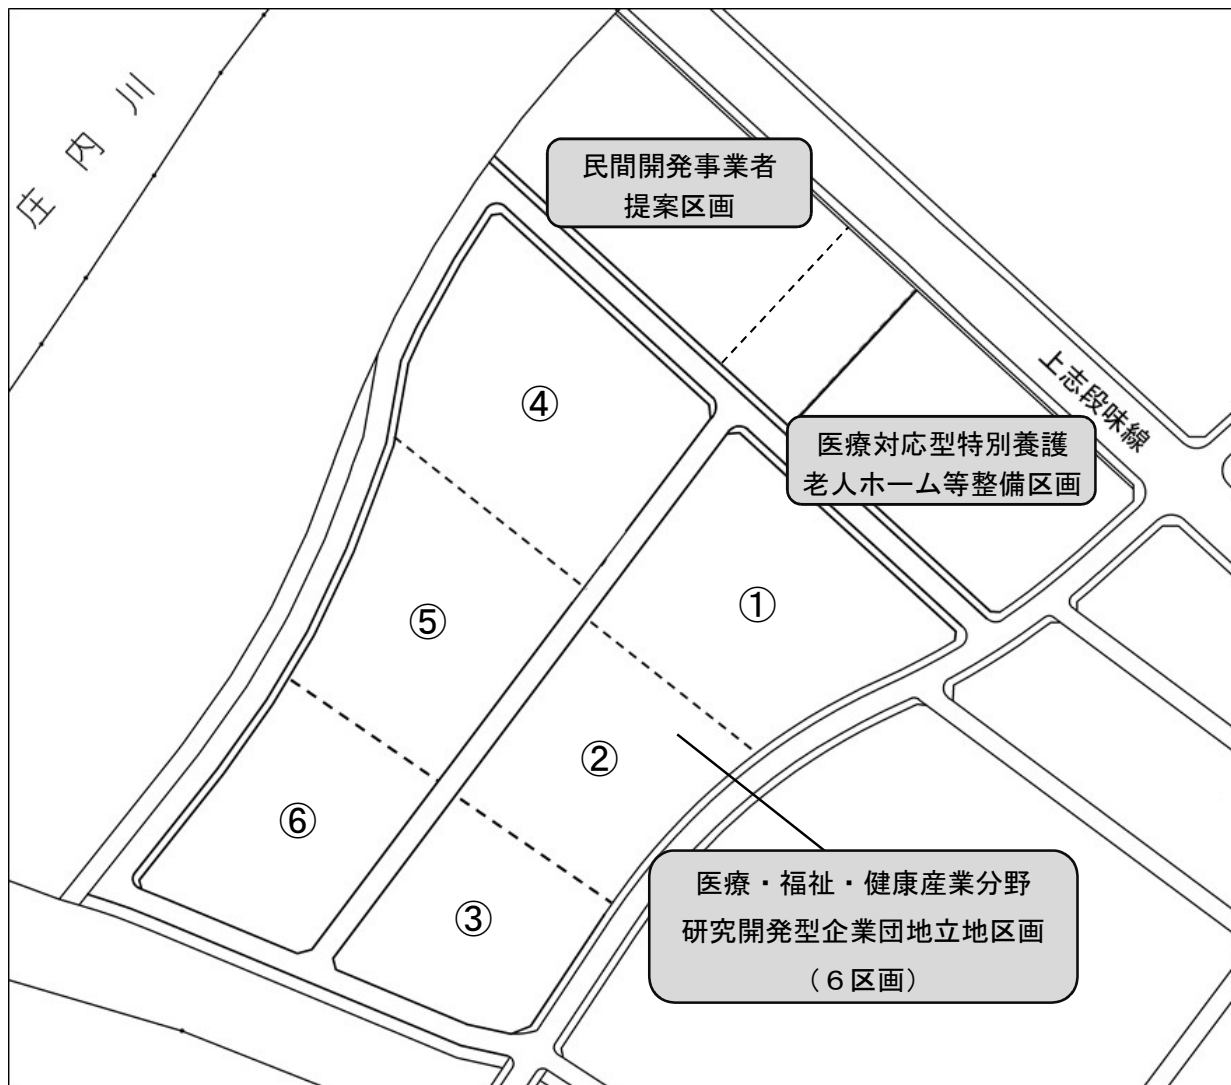 庄内川
民間開発事業者
提案区画
上志段味線
医療対応型特別養護
老人ホーム等整備区画
④
①
⑤
②
⑥
③
医療・福祉・健康産業分野
研究開発型企業団地立地区画
（６区画）